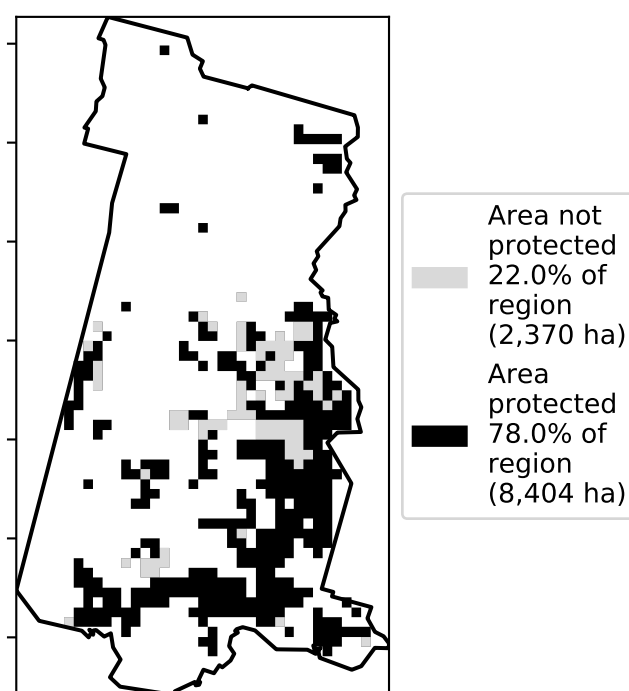 Area not
protected
22.0% of
region
(2,370 ha)
Area
protected
78.0% of
region
(8,404 ha)